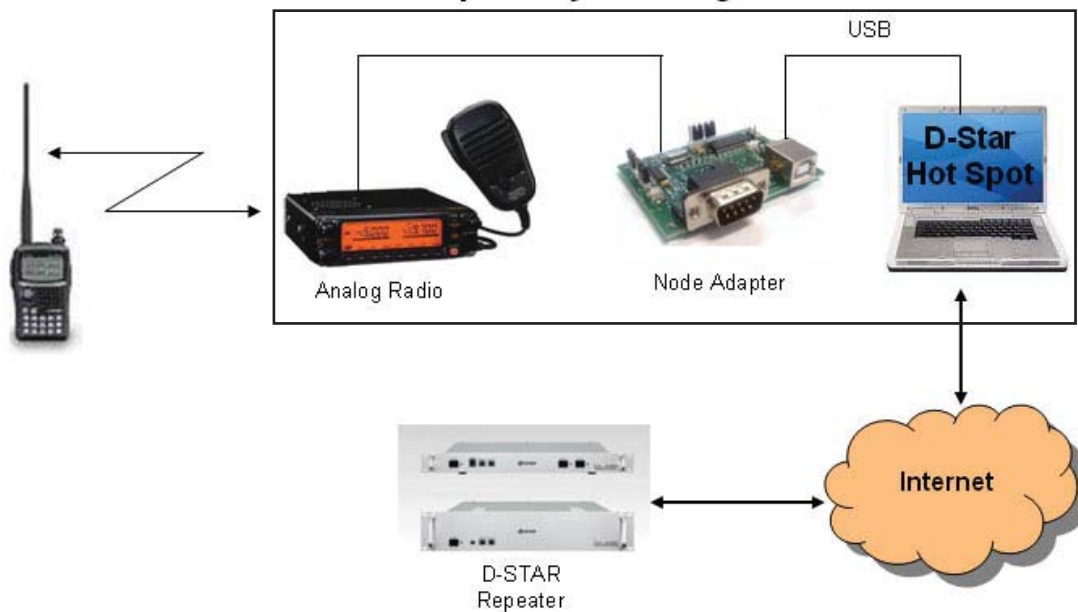 USB
D-Star
Hot Spot
Analog Radio
Node Adapter
Internet
D-STAR
Repeater